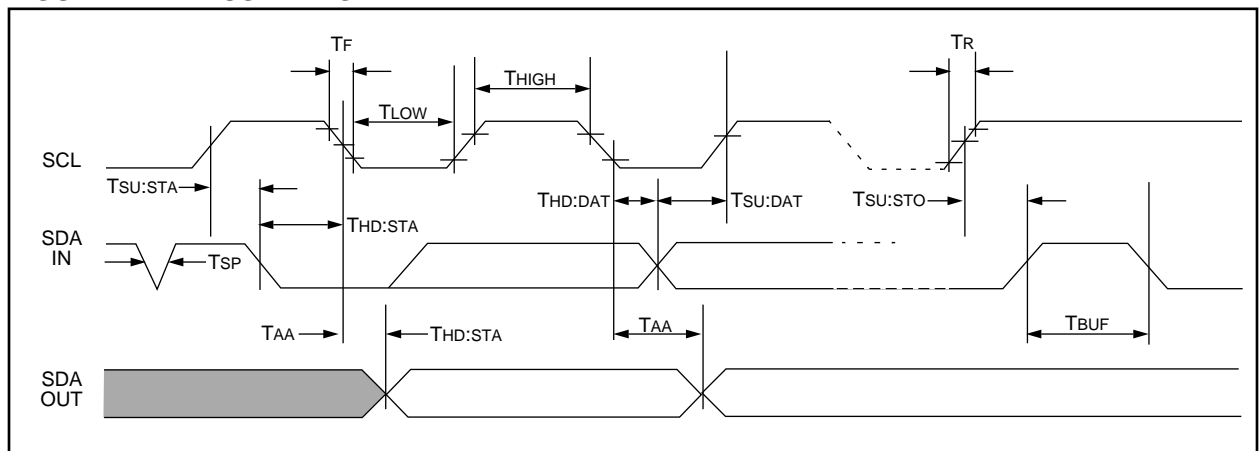 TF
TR
THIGH
TLOW
SCL
TSU:STA
THD:DAT
TSU:DAT
TSU:STO
THD:STA
SDA
IN
TSP
TAA
THD:STA
TAA
TBUF
SDA
OUT